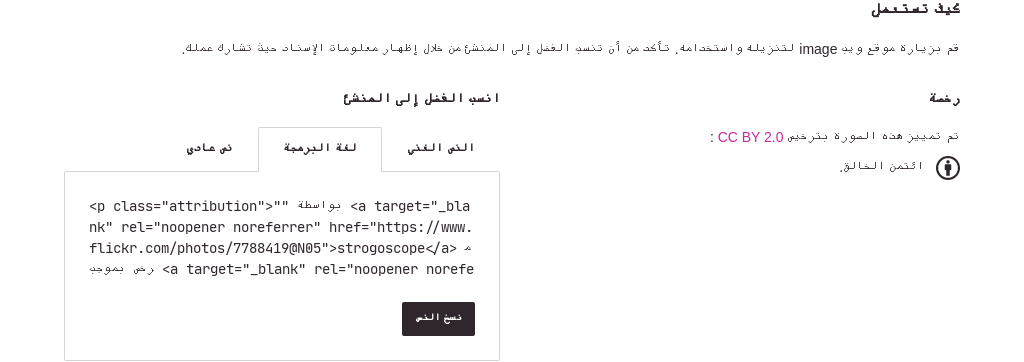 كيف تستعمل
قم بزيارة موقع ويب image لتنزيله واستخدامه. تأكد من أن تنسب الفضل إلى المنشئ من خلال إظهار معلومات الإسناد حيث تشارك عملك.
رخصة
تم تمييز هذه الصورة بترخيص CC BY 2.0 :
ائتمن الخالق.
انسب الفضل إلى المنشئ
النص الغني
لغة البرمجة
نص عادي
<p class="attribution">"" بواسطة <a target="_bla
nk" rel="noopener noreferrer" href="https://www.
flickr.com/photos/7788419@N05">strogoscope</a> م
رخص بموجب <a target="_blank" rel="noopener norefe
نسخ النص